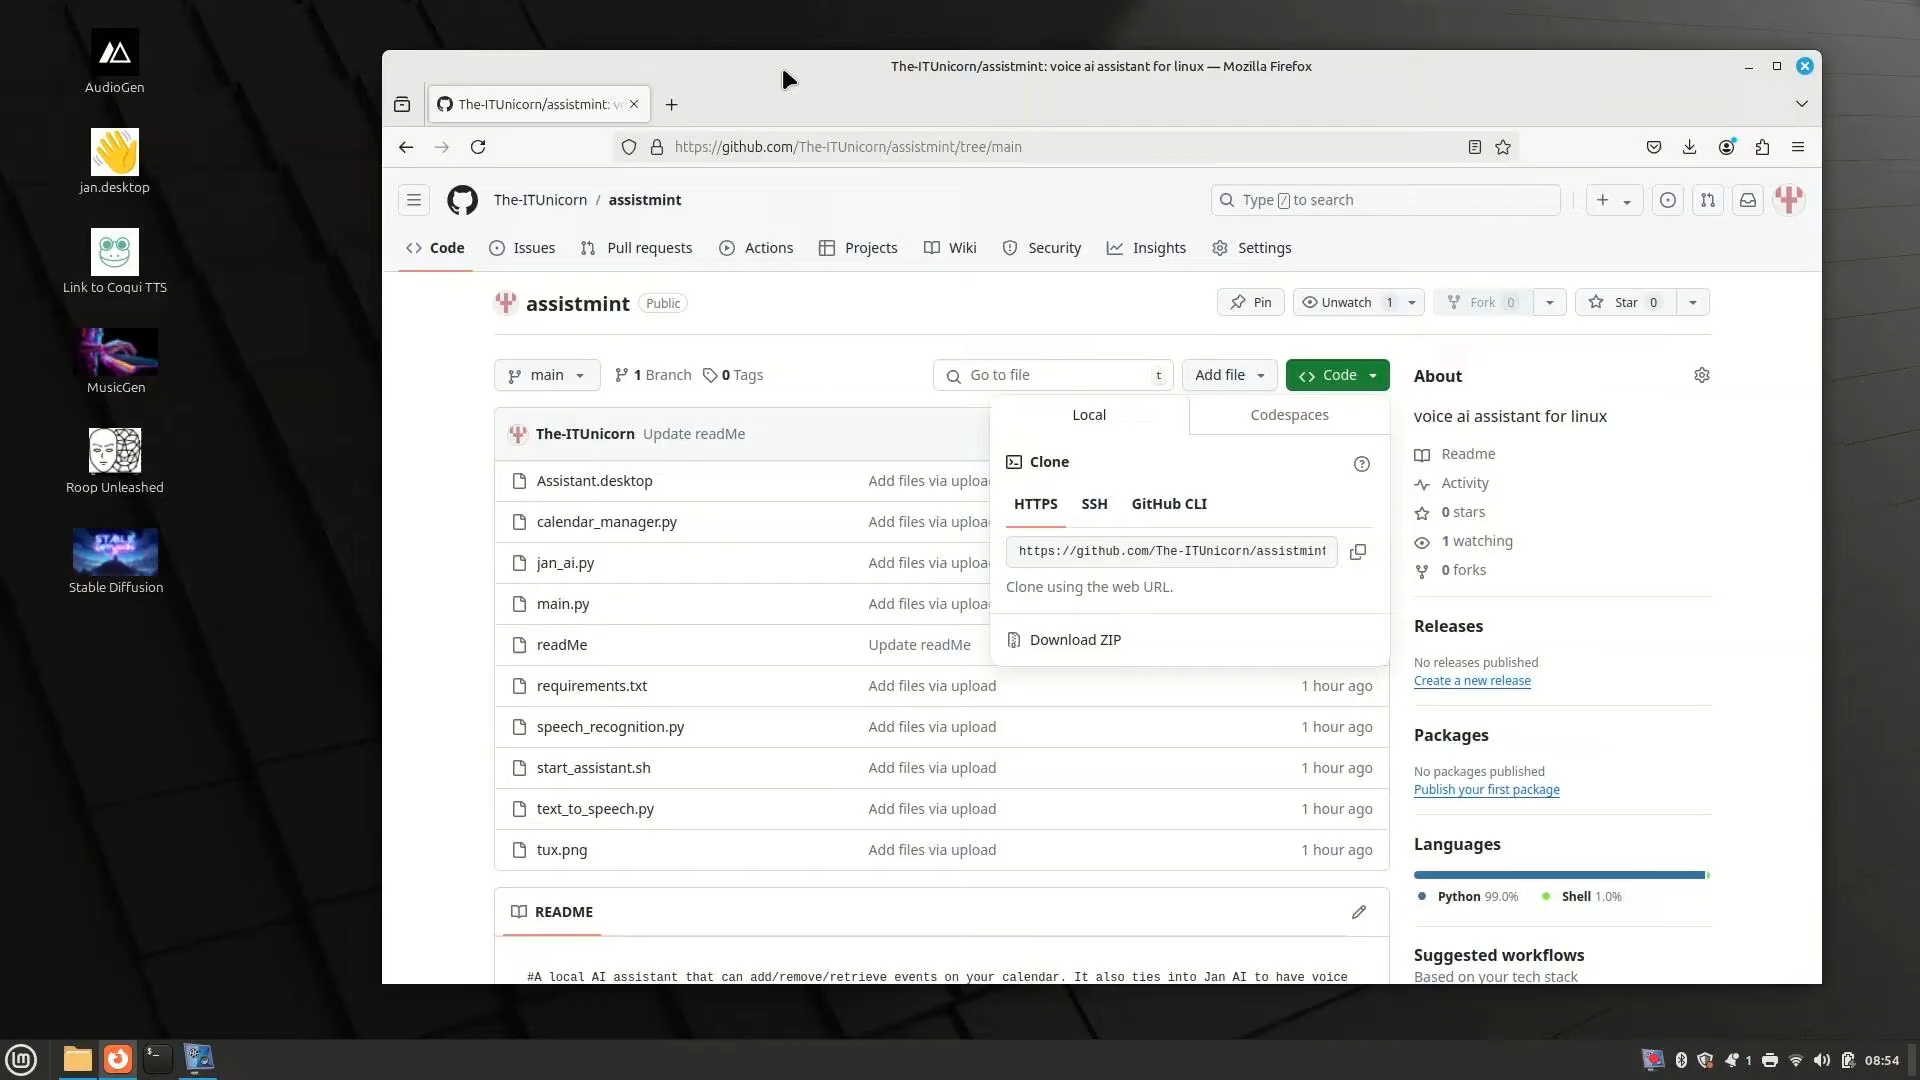 AudioGen
jan.desktop
Link to Coqui TTS
MusicGen
Roop Unleashed
STABLE
Stable Diffusion
The-ITUnicorn/assistmint: voice ai assistant for linux — Mozilla Firefox
The-ITUnicorn/assistmint: vo
https://github.com/The-ITUnicorn/assistmint/tree/main
The-ITUnicorn / assistmint
Type / to search
Code Issues Pull requests Actions Projects Wiki Security Insights Settings
assistmint Public
Pin Unwatch 1 Fork 0 Star 0
main 1 Branch 0 Tags
Go to file t Add file Code
The-ITUnicorn Update readMe
Assistant.desktop Add files via uploa
calendar_manager.py Add files via uploa
jan_ai.py Add files via uploa
main.py Add files via uploa
readMe Update readMe
requirements.txt Add files via upload 1 hour ago
speech_recognition.py Add files via upload 1 hour ago
start_assistant.sh Add files via upload 1 hour ago
text_to_speech.py Add files via upload 1 hour ago
tux.png Add files via upload 1 hour ago
Local Codespaces
Clone
HTTPS SSH GitHub CLI
https://github.com/The-ITUnicorn/assistmint
Clone using the web URL.
Download ZIP
README
#A local AI assistant that can add/remove/retrieve events on your calendar. It also ties into Jan AI to have voice
About
voice ai assistant for linux
Readme
Activity
0 stars
1 watching
0 forks
Releases
No releases published
Create a new release
Packages
No packages published
Publish your first package
Languages
Python 99.0% Shell 1.0%
Suggested workflows
Based on your tech stack
1 08:54